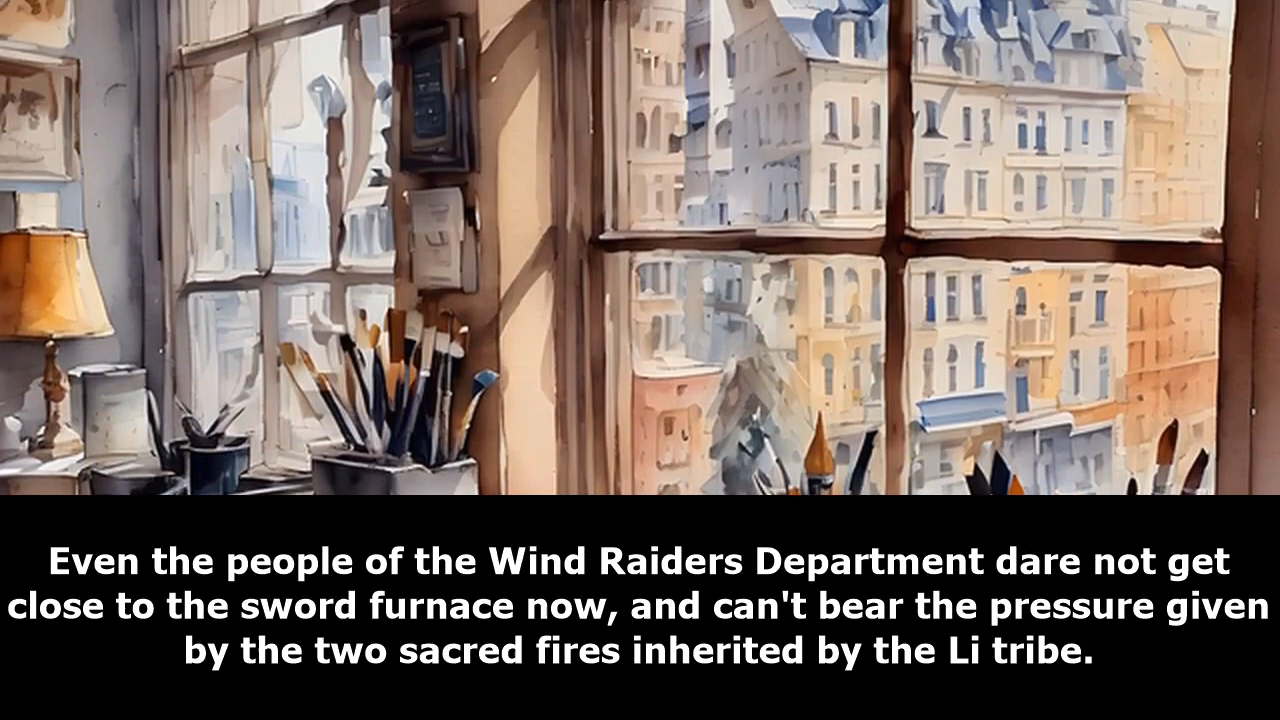 Even the people of the Wind Raiders Department dare not get
close to the sword furnace now, and can't bear the pressure given
by the two sacred fires inherited by the Li tribe.